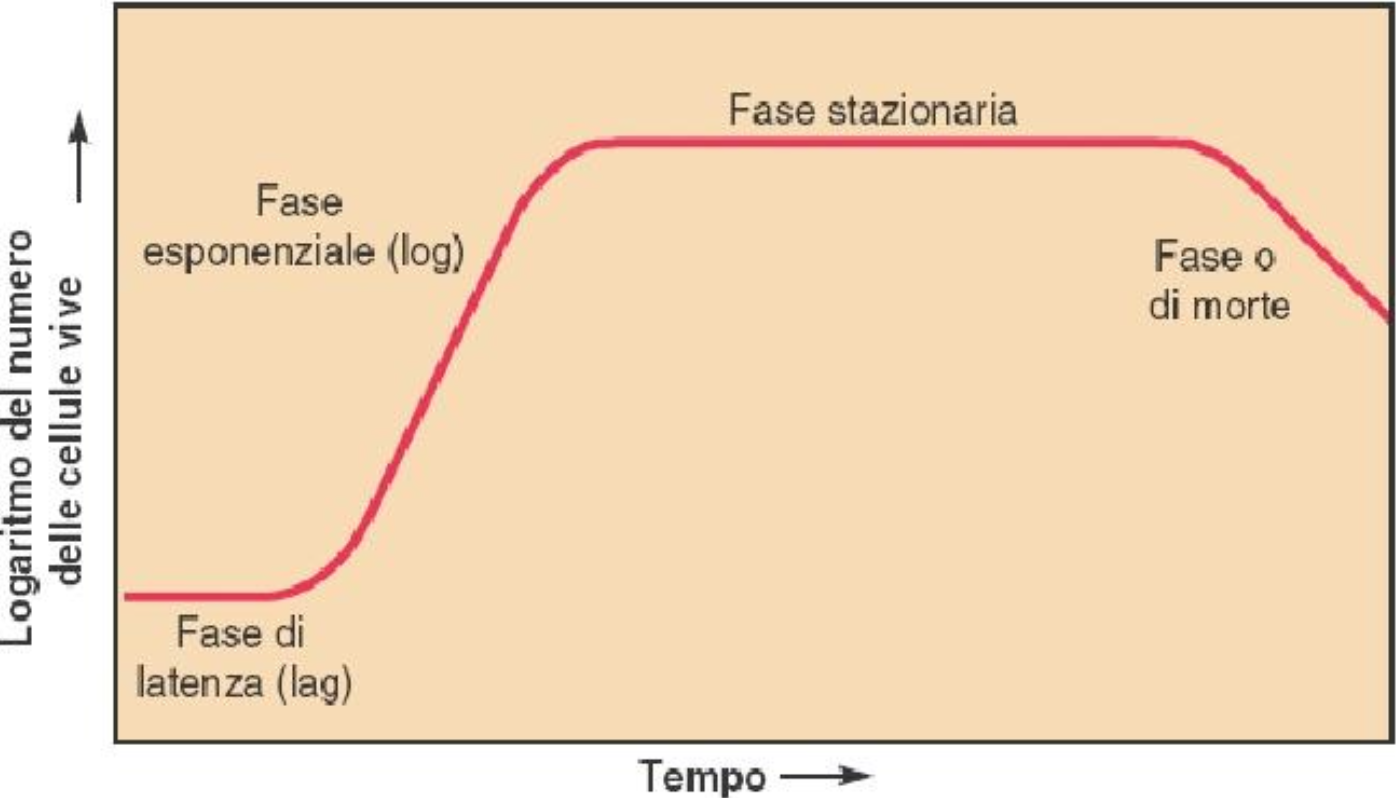 Fase stazionaria
Fase
esponenziale (log)
Fase o
di morte
Fase di
latenza (lag)
Logaritmo del numero
delle cellule vive
Tempo